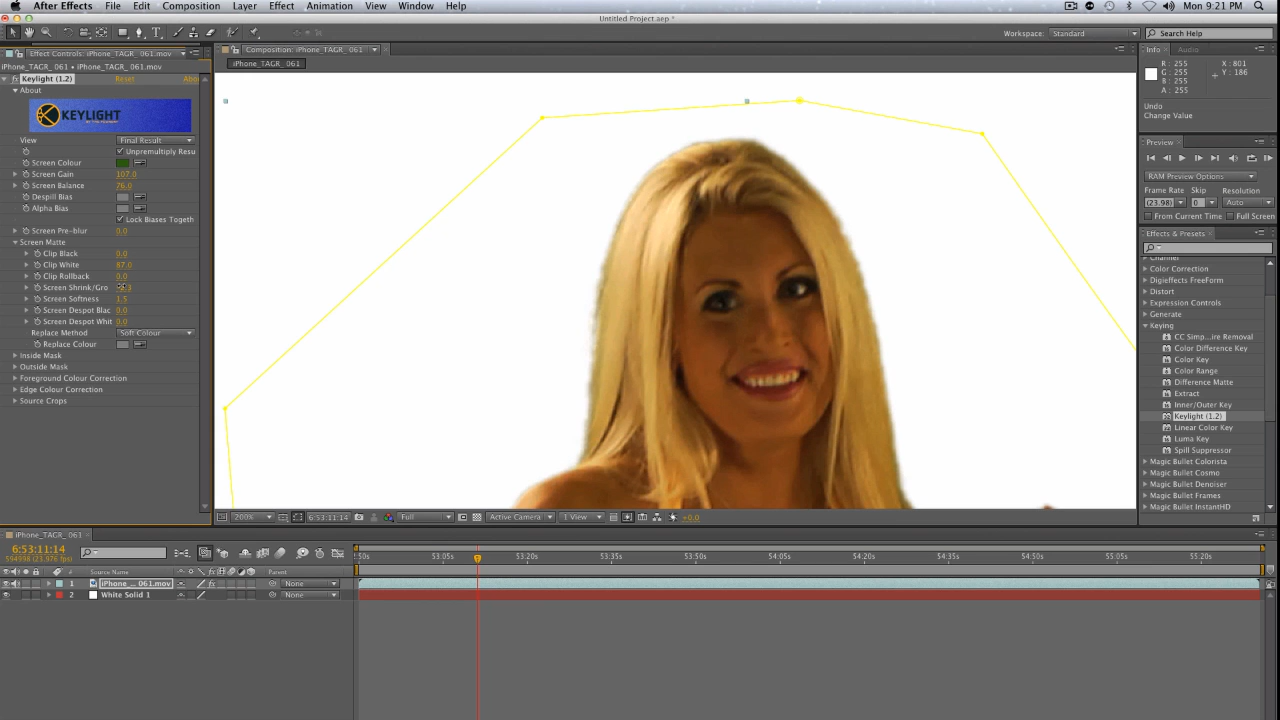 After Effects File Edit Composition Layer Effect Animation View Window Help Mon 9:21 PM
Untitled Project.aep *
Workspace: Standard Search Help
Effect Controls: iPhone_TAGR_061.mov Composition: iPhone_TAGR_061 Info Audio
iPhone_TAGR_061 • iPhone_TAGR_061.mov iPhone_TAGR_061
R: 255 X: 801
G: 255 Y: 186
B: 255
A: 255
Undo
Change Value
fx Keylight (1.2) Reset Abou
About
KEYLIGHT
View Final Result
Unpremultiply Resu
Screen Colour
Screen Gain 107.0
Screen Balance 76.0
Despill Bias
Alpha Bias
Lock Biases Togeth
Screen Pre-blur 0.0
Screen Matte
Clip Black 0.0
Clip White 87.0
Clip Rollback 0.0
Screen Shrink/Gro
Screen Softness 1.5
Screen Despot Blac 0.0
Screen Despot Whit 0.0
Replace Method Soft Colour
Replace Colour
Inside Mask
Outside Mask
Foreground Colour Correction
Edge Colour Correction
Source Crops
Preview
RAM Preview Options
Frame Rate Skip Resolution
(23.98) 0 Auto
From Current Time Full Screen
Effects & Presets
Channel
Color Correction
Digieffects FreeForm
Distort
Expression Controls
Generate
Keying
CC Simp...ire Removal
Color Difference Key
Color Key
Color Range
Difference Matte
Extract
Inner/Outer Key
Keylight (1.2)
Linear Color Key
Luma Key
Spill Suppressor
Magic Bullet Colorista
Magic Bullet Cosmo
Magic Bullet Denoiser
Magic Bullet Frames
Magic Bullet InstantHD
200% 6:53:11:14 Full Active Camera 1 View +0.0
iPhone_TAGR_061
6:53:11:14
594598 (23.976 fps)
:50s 53:05s 53:20s 53:35s 53:50s 54:05s 54:20s 54:35s 54:50s 55:05s 55:20s
# Source Name Parent
1 iPhone_... 061.mov fx None
2 White Solid 1 None